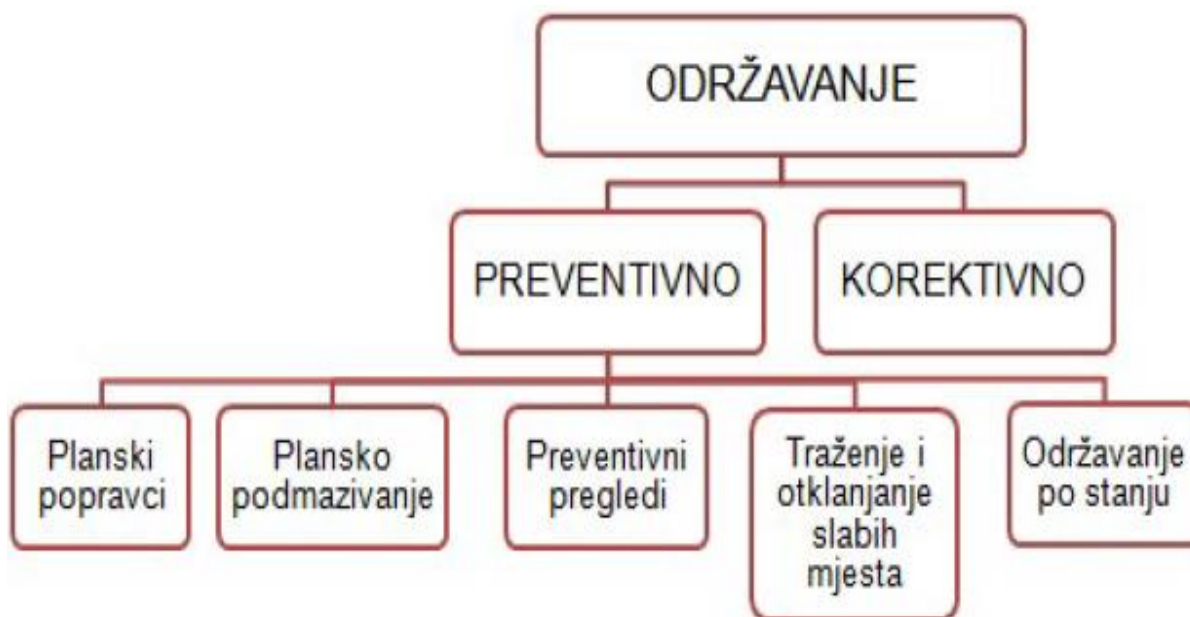 ODRŽAVANJE
PREVENTIVNO
KOREKTIVNO
Planski
popravci
Plansko
podmazivanje
Preventivni
pregledi
Traženje i
otklanjanje
slabih
mjesta
Održavanje
po stanju